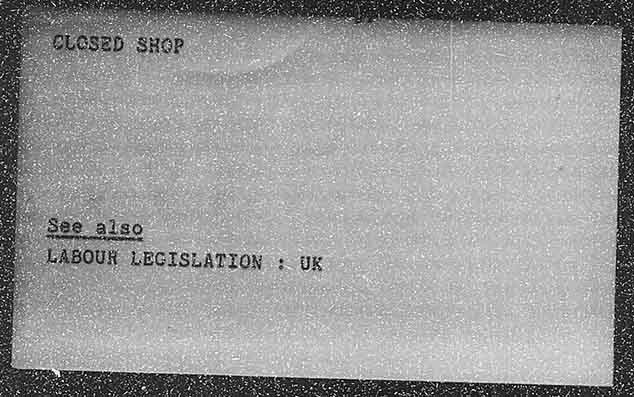 CLOSED SHOP
See also
LABOUR LEGISLATION : UK